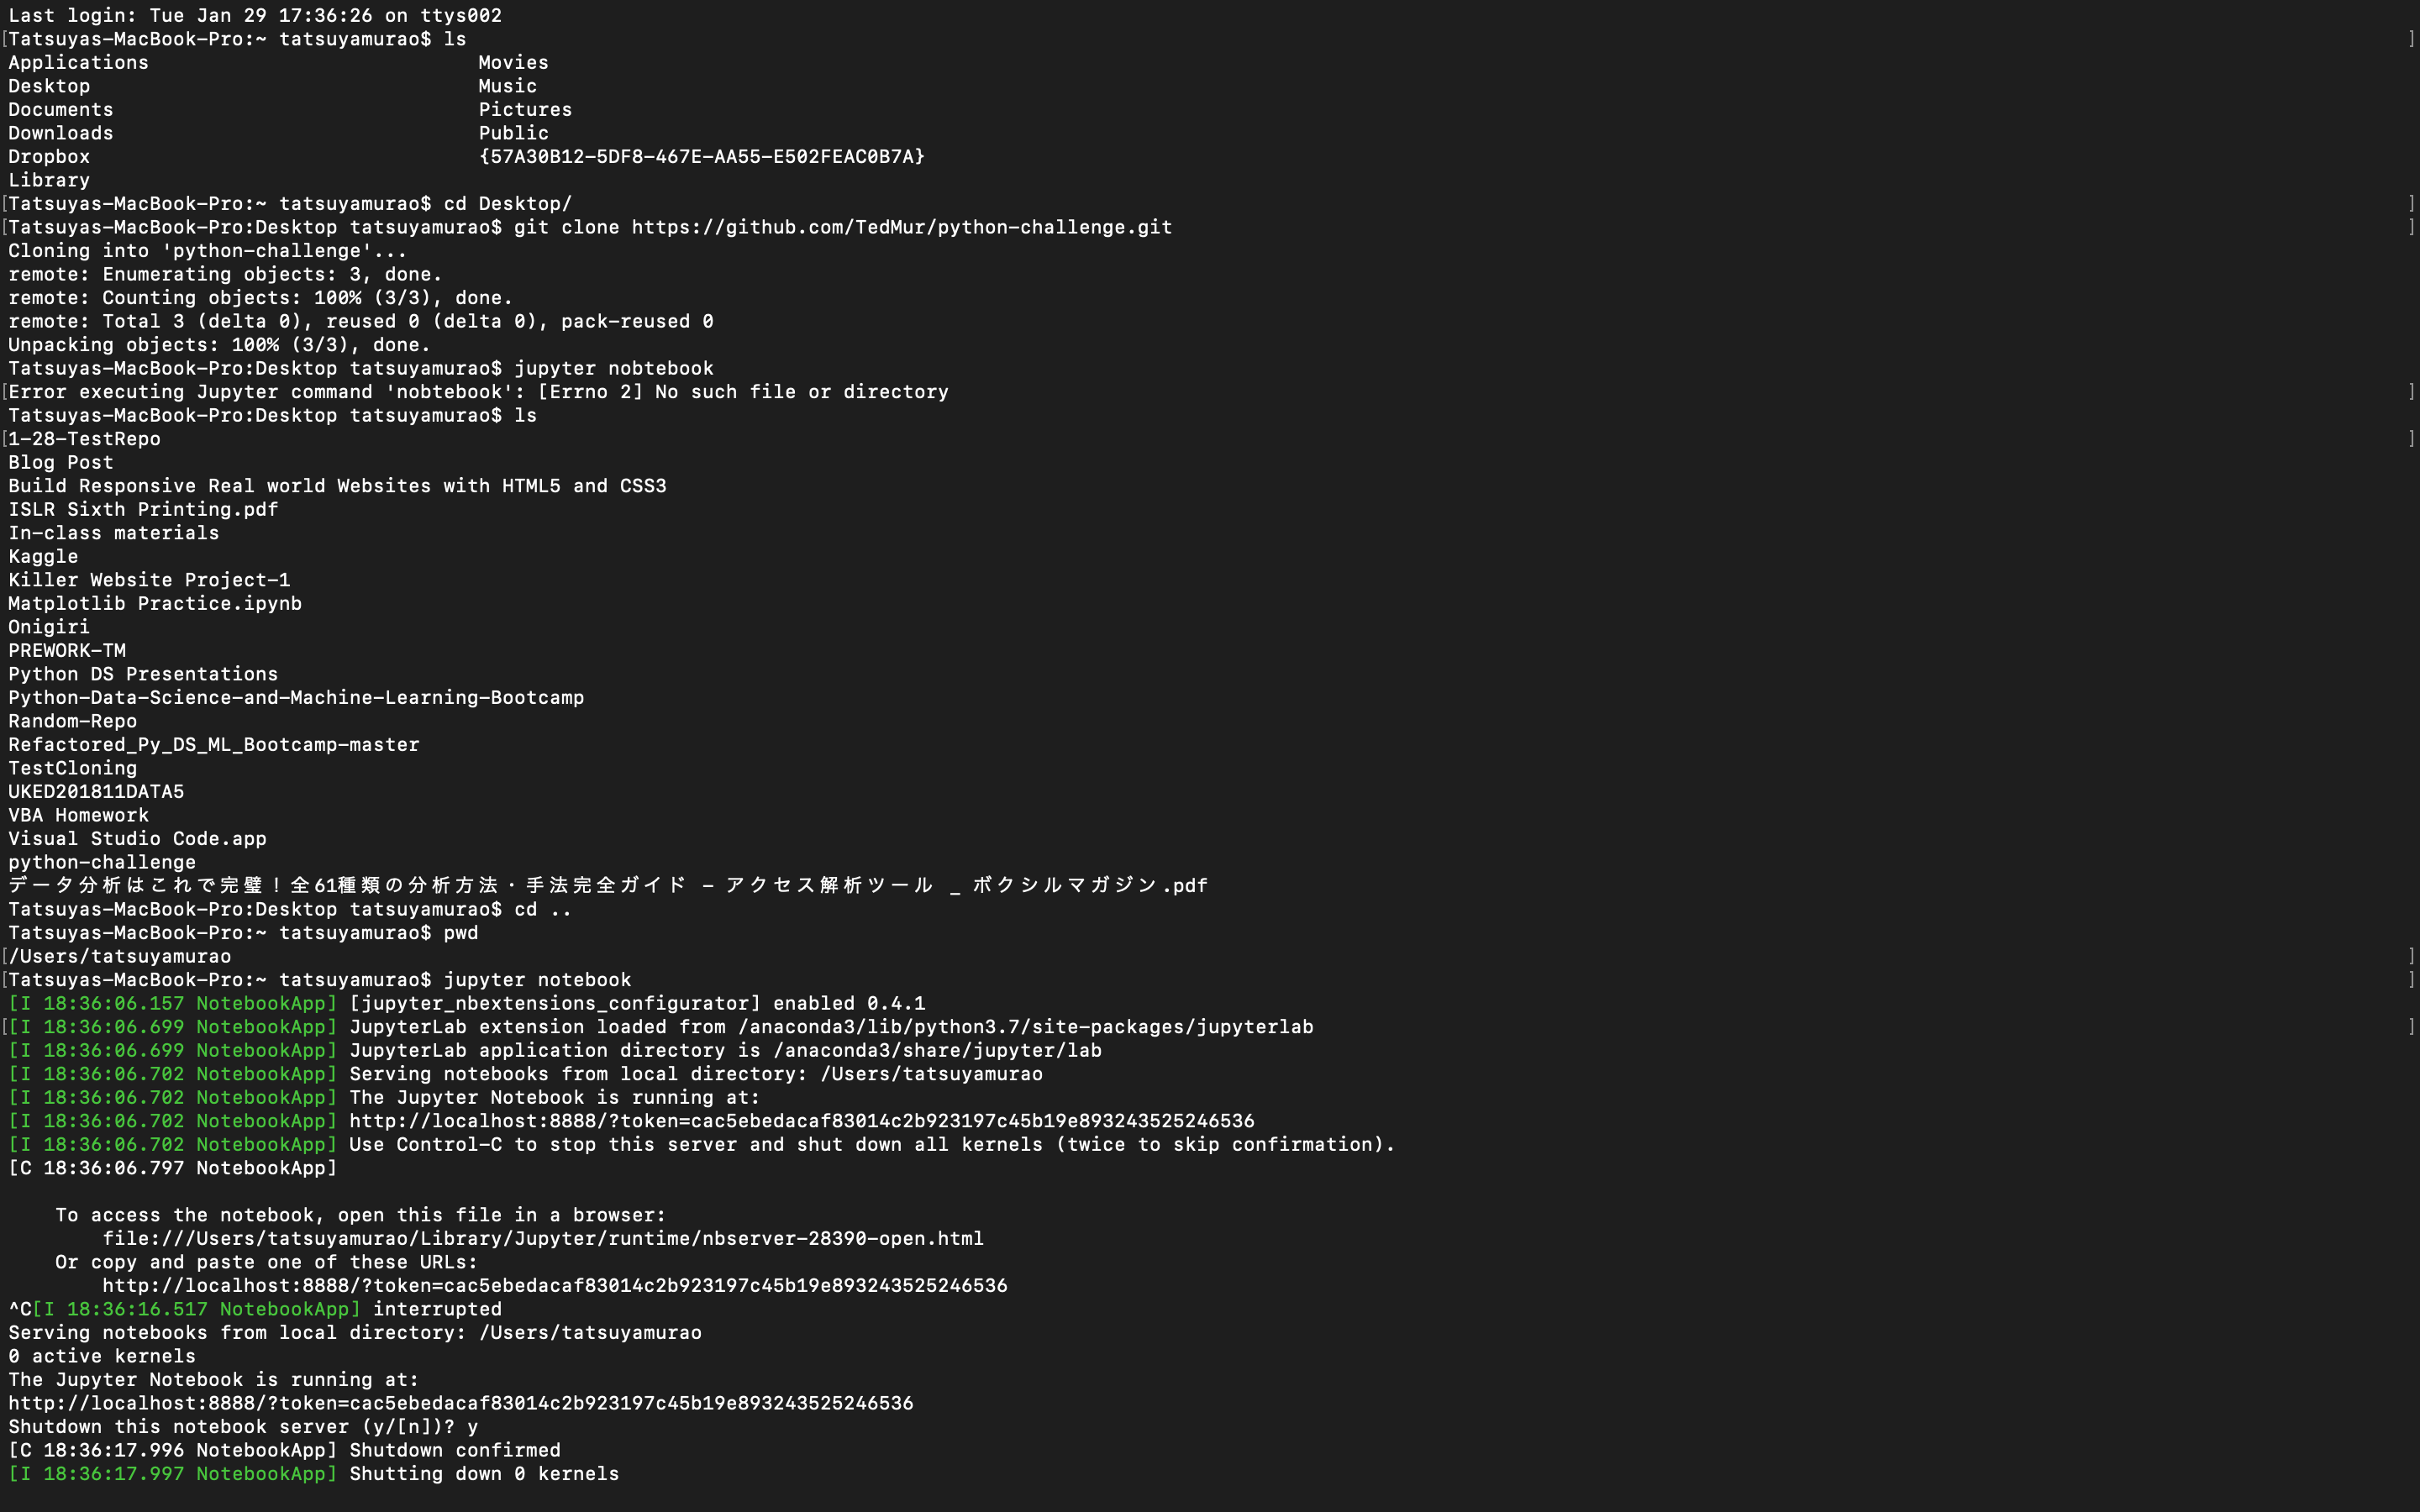 Last login: Tue Jan 29 17:36:26 on ttys002
[Tatsuyas-MacBook-Pro:~ tatsuyamurao$ ls ]
Applications Movies
Desktop Music
Documents Pictures
Downloads Public
Dropbox {57A30B12-5DF8-467E-AA55-E502FEAC0B7A}
Library
[Tatsuyas-MacBook-Pro:~ tatsuyamurao$ cd Desktop/ ]
[Tatsuyas-MacBook-Pro:Desktop tatsuyamurao$ git clone https://github.com/TedMur/python-challenge.git ]
Cloning into 'python-challenge'...
remote: Enumerating objects: 3, done.
remote: Counting objects: 100% (3/3), done.
remote: Total 3 (delta 0), reused 0 (delta 0), pack-reused 0
Unpacking objects: 100% (3/3), done.
Tatsuyas-MacBook-Pro:Desktop tatsuyamurao$ jupyter nobtebook
[Error executing Jupyter command 'nobtebook': [Errno 2] No such file or directory ]
Tatsuyas-MacBook-Pro:Desktop tatsuyamurao$ ls
[1-28-TestRepo ]
Blog Post
Build Responsive Real world Websites with HTML5 and CSS3
ISLR Sixth Printing.pdf
In-class materials
Kaggle
Killer Website Project-1
Matplotlib Practice.ipynb
Onigiri
PREWORK-TM
Python DS Presentations
Python-Data-Science-and-Machine-Learning-Bootcamp
Random-Repo
Refactored_Py_DS_ML_Bootcamp-master
TestCloning
UKED201811DATA5
VBA Homework
Visual Studio Code.app
python-challenge
データ分析はこれで完璧！全61種類の分析方法・手法完全ガイド - アクセス解析ツール _ ボクシルマガジン.pdf
Tatsuyas-MacBook-Pro:Desktop tatsuyamurao$ cd ..
Tatsuyas-MacBook-Pro:~ tatsuyamurao$ pwd
[/Users/tatsuyamurao ]
[Tatsuyas-MacBook-Pro:~ tatsuyamurao$ jupyter notebook ]
[I 18:36:06.157 NotebookApp] [jupyter_nbextensions_configurator] enabled 0.4.1
[[I 18:36:06.699 NotebookApp] JupyterLab extension loaded from /anaconda3/lib/python3.7/site-packages/jupyterlab ]
[I 18:36:06.699 NotebookApp] JupyterLab application directory is /anaconda3/share/jupyter/lab
[I 18:36:06.702 NotebookApp] Serving notebooks from local directory: /Users/tatsuyamurao
[I 18:36:06.702 NotebookApp] The Jupyter Notebook is running at:
[I 18:36:06.702 NotebookApp] http://localhost:8888/?token=cac5ebedacaf83014c2b923197c45b19e893243525246536
[I 18:36:06.702 NotebookApp] Use Control-C to stop this server and shut down all kernels (twice to skip confirmation).
[C 18:36:06.797 NotebookApp]
To access the notebook, open this file in a browser:
file:///Users/tatsuyamurao/Library/Jupyter/runtime/nbserver-28390-open.html
Or copy and paste one of these URLs:
http://localhost:8888/?token=cac5ebedacaf83014c2b923197c45b19e893243525246536
^C[I 18:36:16.517 NotebookApp] interrupted
Serving notebooks from local directory: /Users/tatsuyamurao
0 active kernels
The Jupyter Notebook is running at:
http://localhost:8888/?token=cac5ebedacaf83014c2b923197c45b19e893243525246536
Shutdown this notebook server (y/[n])? y
[C 18:36:17.996 NotebookApp] Shutdown confirmed
[I 18:36:17.997 NotebookApp] Shutting down 0 kernels